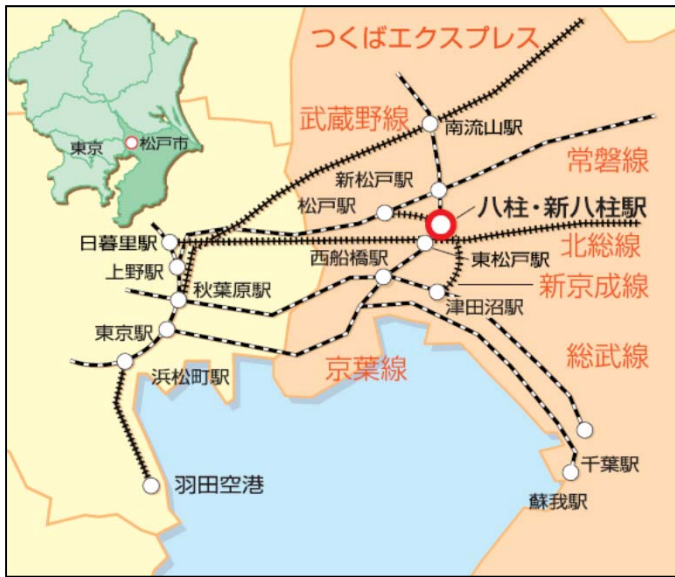 つくばエクスプレス
武蔵野線
南流山駅
東京
松戸市
常磐線
新松戸駅
松戸駅
八柱・新八柱駅
日暮里駅
北総線
西船橋駅
東松戸駅
上野駅
新京成線
秋葉原駅
津田沼駅
東京駅
総武線
京葉線
浜松町駅
千葉駅
羽田空港
蘇我駅